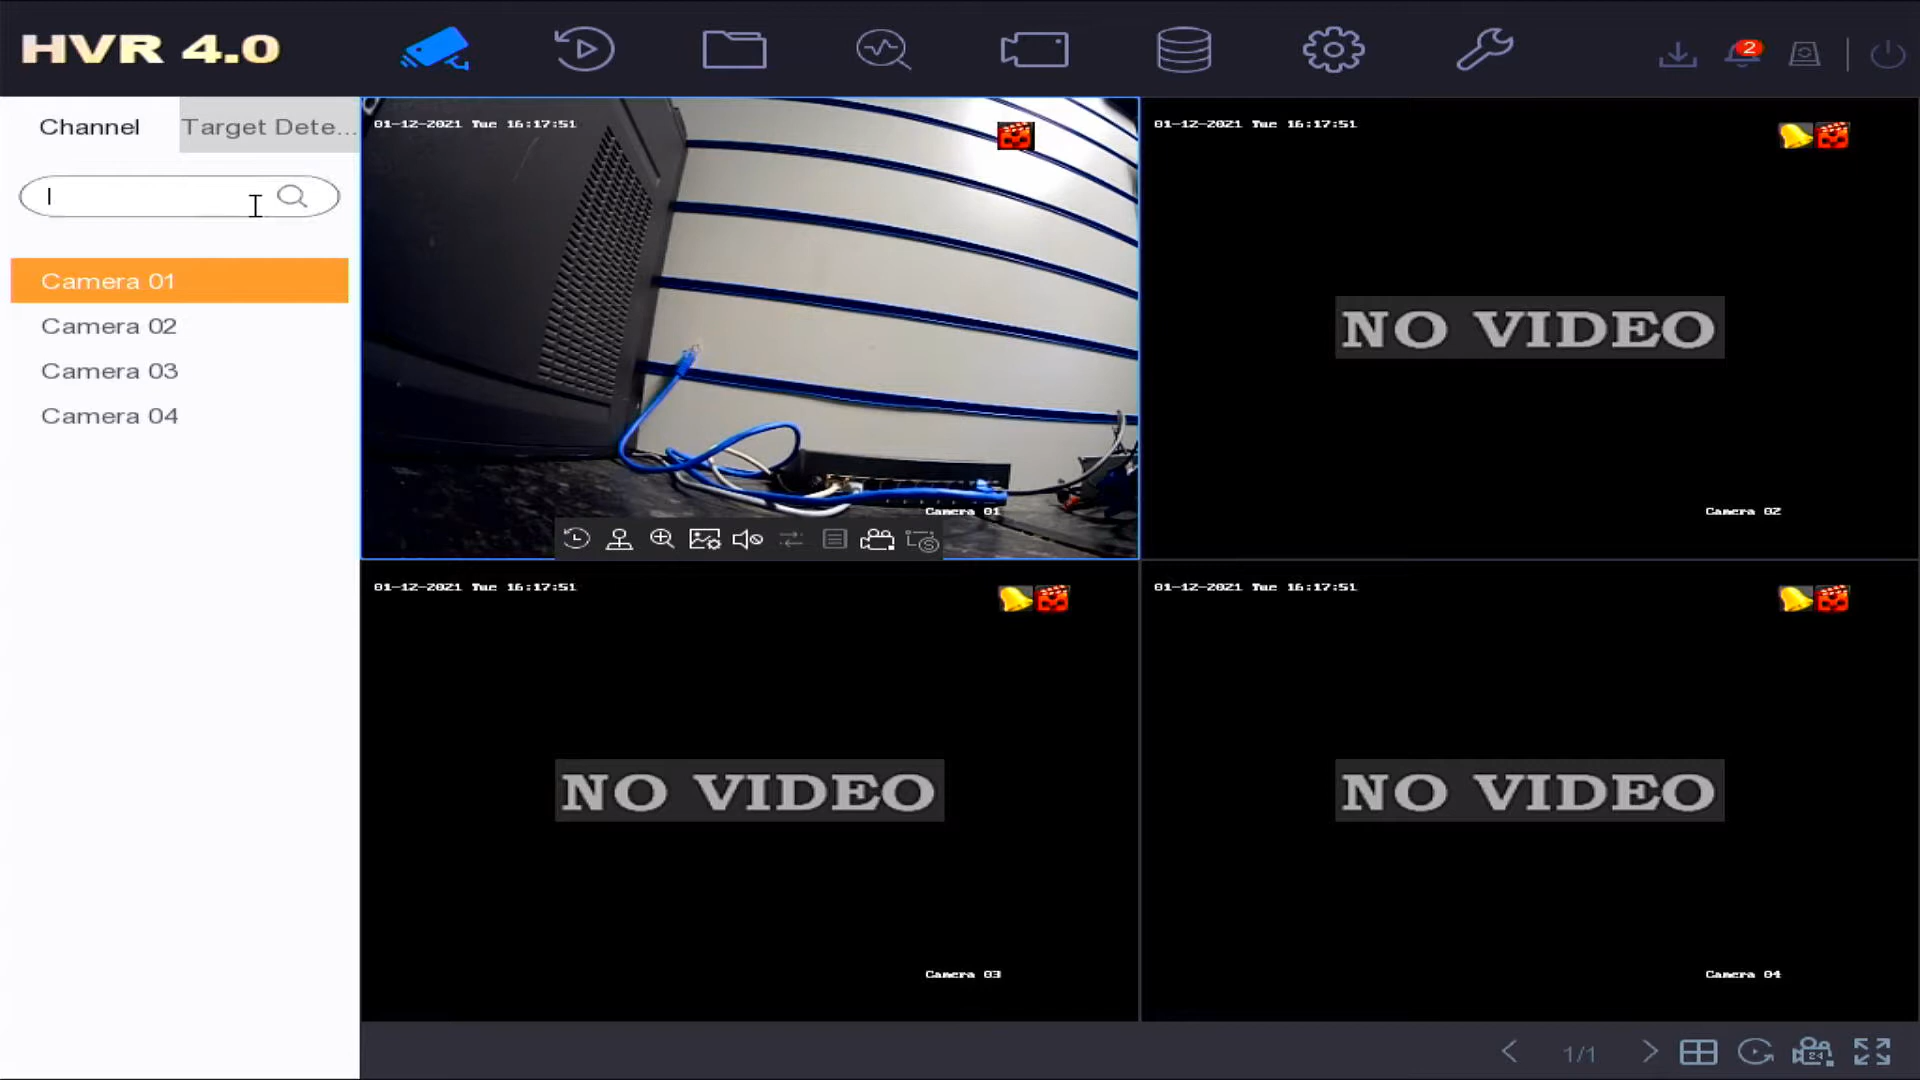 HVR 4.0
2
Channel
Target Dete...
Camera 01
Camera 02
Camera 03
Camera 04
01-12-2021 Tue 16:17:51
Camera 01
01-12-2021 Tue 16:17:51
NO VIDEO
Camera 02
01-12-2021 Tue 16:17:51
NO VIDEO
Camera 03
01-12-2021 Tue 16:17:51
NO VIDEO
Camera 04
1/1
24